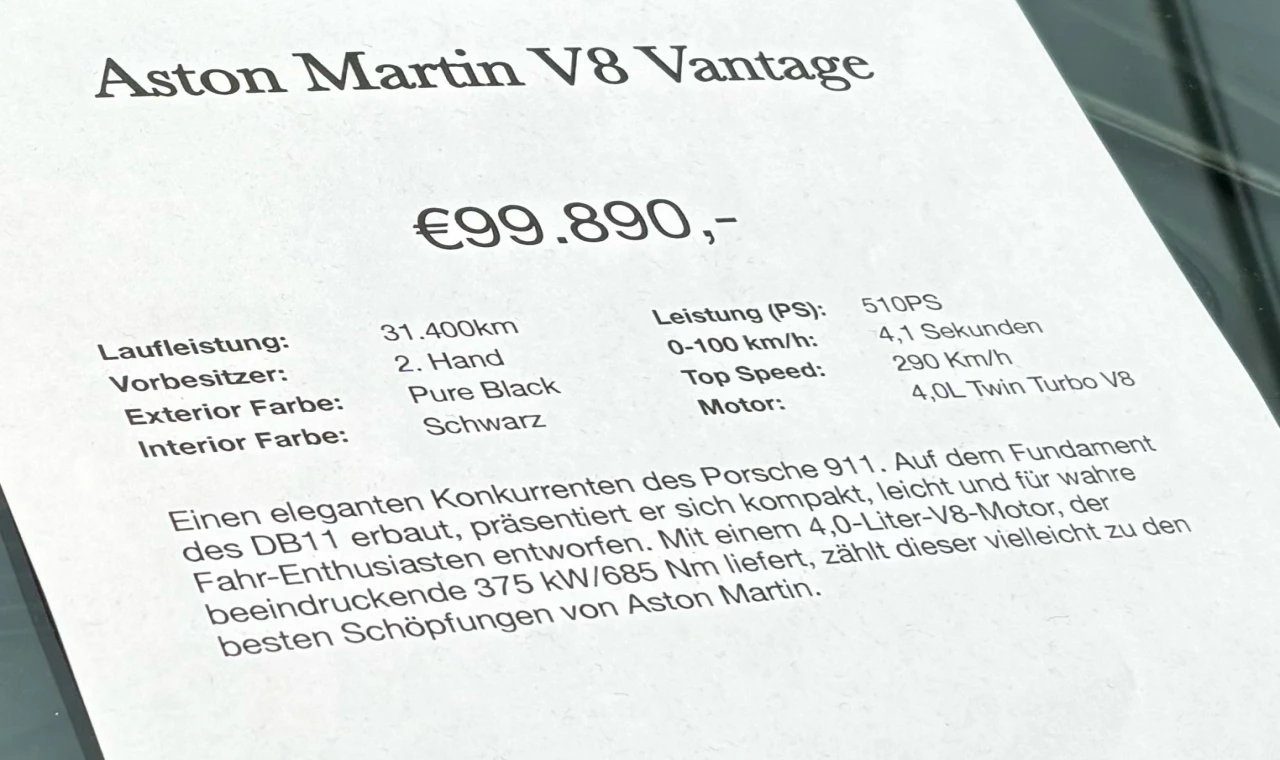 Aston Martin V8 Vantage
€99.890,-
Laufleistung: 31.400km
Vorbesitzer: 2. Hand
Exterior Farbe: Pure Black
Interior Farbe: Schwarz
Leistung (PS): 510PS
0-100 km/h: 4,1 Sekunden
Top Speed: 290 Km/h
Motor: 4,0L Twin Turbo V8
Einen eleganten Konkurrenten des Porsche 911. Auf dem Fundament
des DB11 erbaut, präsentiert er sich kompakt, leicht und für wahre
Fahr-Enthusiasten entworfen. Mit einem 4,0-Liter-V8-Motor, der
beeindruckende 375 kW/685 Nm liefert, zählt dieser vielleicht zu den
besten Schöpfungen von Aston Martin.